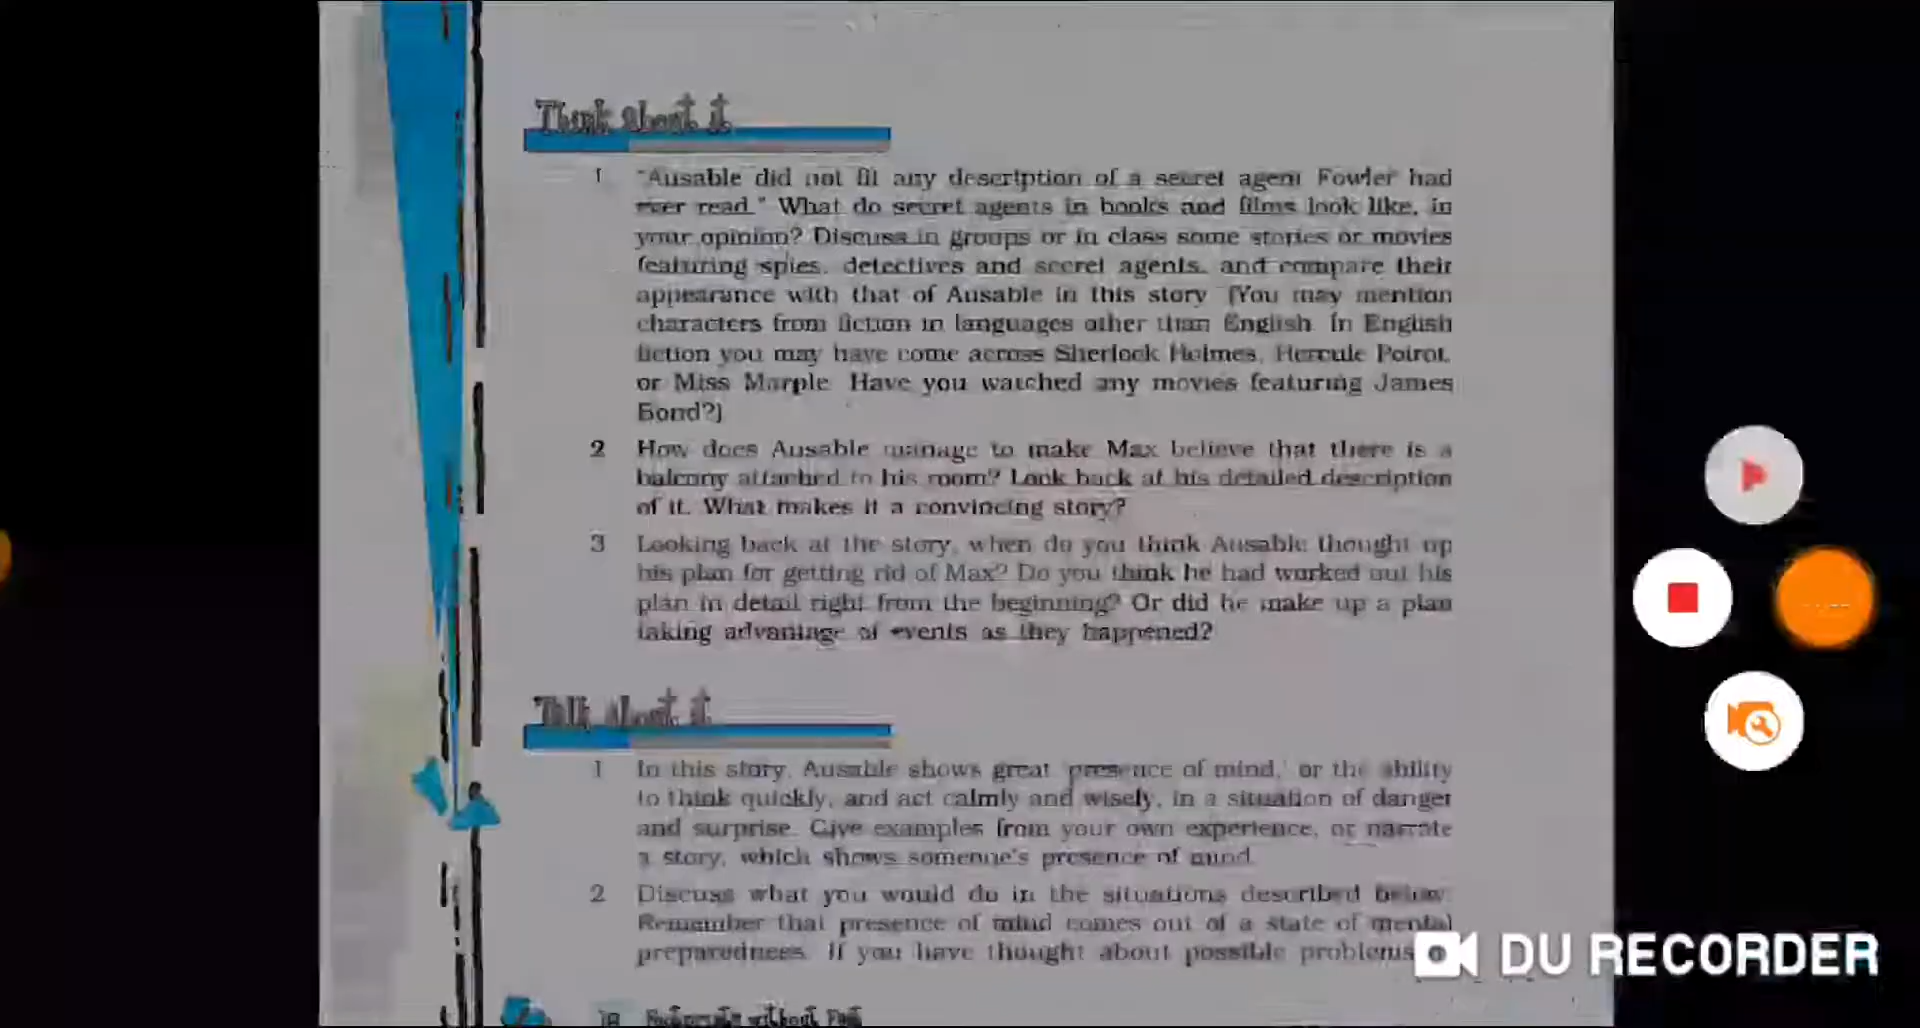 Think about it
1 "Ausable did not fit any description of a secret agent Fowler had
ever read." What do secret agents in books and films look like, in
your opinion? Discuss in groups or in class some stories or movies
featuring spies, detectives and secret agents, and compare their
appearance with that of Ausable in this story. (You may mention
characters from fiction in languages other than English. In English
fiction you may have come across Sherlock Holmes, Hercule Poirot,
or Miss Marple. Have you watched any movies featuring James
Bond?)
2 How does Ausable manage to make Max believe that there is a
balcony attached to his room? Look back at his detailed description
of it. What makes it a convincing story?
3 Looking back at the story, when do you think Ausable thought up
his plan for getting rid of Max? Do you think he had worked out his
plan in detail right from the beginning? Or did he make up a plan
taking advantage of events as they happened?
Talk about it
1 In this story, Ausable shows great 'presence of mind,' or the ability
to think quickly, and act calmly and wisely, in a situation of danger
and surprise. Give examples from your own experience, or narrate
a story, which shows someone's presence of mind.
2 Discuss what you would do in the situations described below.
Remember that presence of mind comes out of a state of mental
preparedness. If you have thought about possible problems
DU RECORDER
18 Footprints without Feet